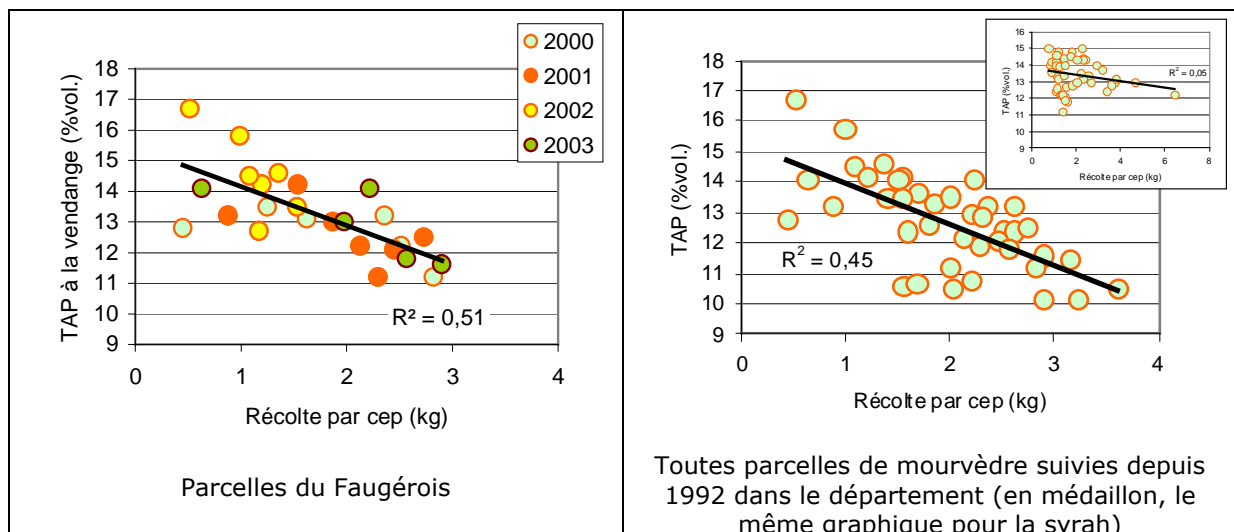 2000
2001
2002
2003
18
17
16
15
14
13
12
11
10
9
TAP à la vendange (%vol.)
R² = 0,51
0 1 2 3 4
Récolte par cep (kg)
Parcelles du Faugérois
18
17
16
15
14
13
12
11
10
9
TAP (%vol.)
R² = 0,45
0 1 2 3 4
Récolte par cep (kg)
16
15
14
13
12
11
10
9
TAP (%vol.)
R² = 0,05
0 2 4 6 8
Récolte par cep (kg)
Toutes parcelles de mourvèdre suivies depuis
1992 dans le département (en médaillon, le
même graphique pour la syrah)